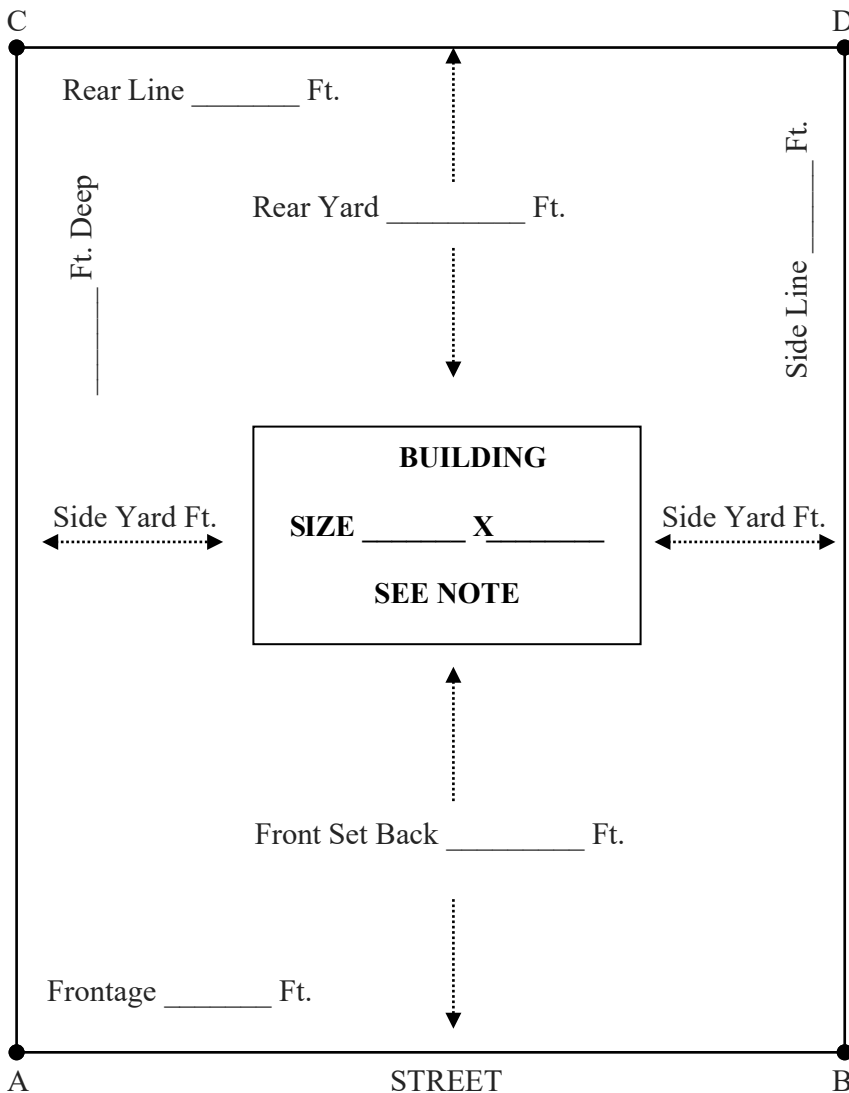 C
D
Rear Line _______ Ft.
_______ Ft. Deep
Rear Yard _________ Ft.
Side Line ______ Ft.
BUILDING
Side Yard Ft.
SIZE _______ X________
Side Yard Ft.
SEE NOTE
Front Set Back _________ Ft.
Frontage _______ Ft.
A
STREET
B